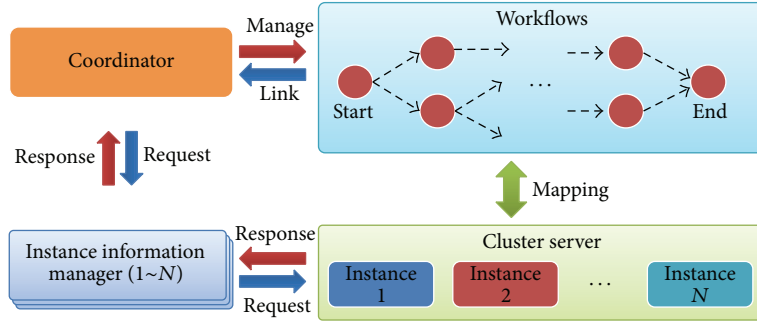 Coordinator
Manage
Link
Workflows
Start
...
End
Response
Request
Mapping
Instance information
manager (1~N)
Response
Request
Cluster server
Instance
1
Instance
2
...
Instance
N